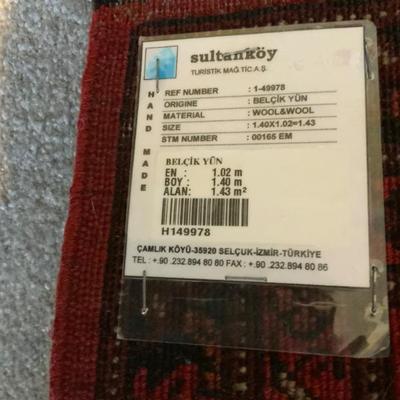 sultanköy
TURİSTİK MAĞ.TİC.A.Ş.
HAND MADE
REF NUMBER : 1-49978
ORIGINE : BELÇİK YÜN
MATERIAL : WOOL&WOOL
SIZE : 1.40X1.02=1.43
STM NUMBER : 00165 EM
BELÇİK YÜN
EN : 1.02 m
BOY : 1.40 m
ALAN: 1.43 m²
H149978
ÇAMLIK KÖYÜ-35920 SELÇUK-İZMİR-TÜRKİYE
TEL : +.90 .232.894 80 80 FAX : +.90 .232.894 80 86